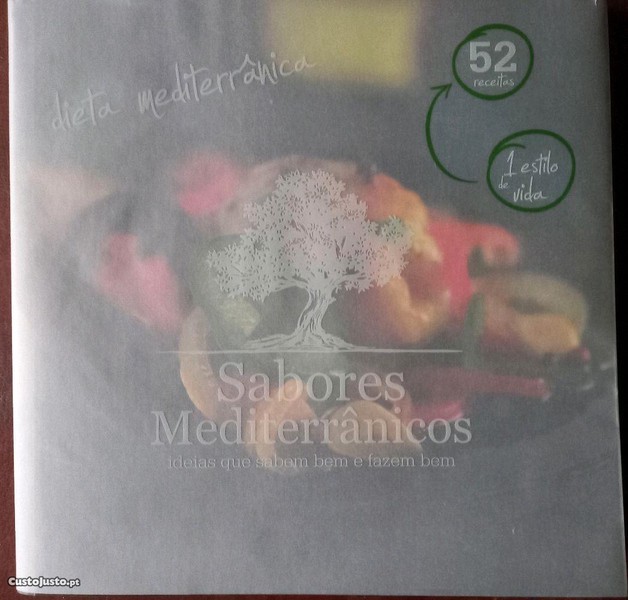 dieta mediterrânica
52
receitas
1 estilo
de vida
Sabores
Mediterrânicos
ideias que sabem bem e fazem bem
CustoJusto.pt